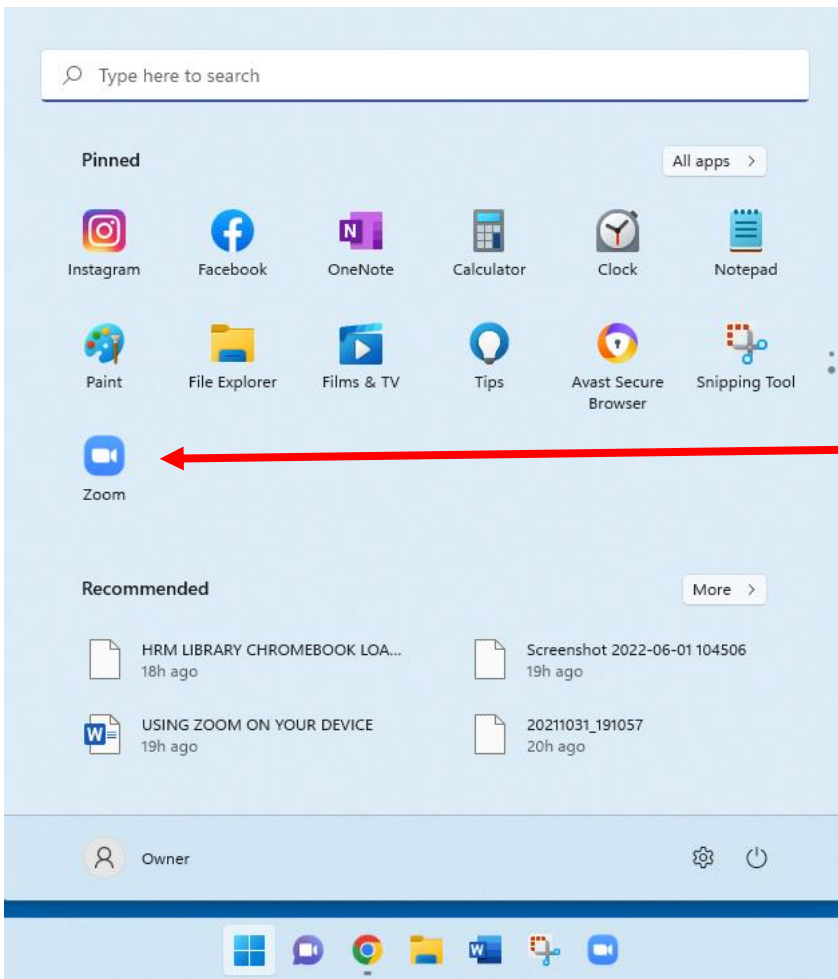 Type here to search
Pinned
All apps >
Instagram
Facebook
OneNote
Calculator
Clock
Notepad
Paint
File Explorer
Films & TV
Tips
Avast Secure
Browser
Snipping Tool
Zoom
Recommended
More >
HRM LIBRARY CHROMEBOOK LOA...
18h ago
Screenshot 2022-06-01 104506
19h ago
USING ZOOM ON YOUR DEVICE
19h ago
20211031_191057
20h ago
Owner